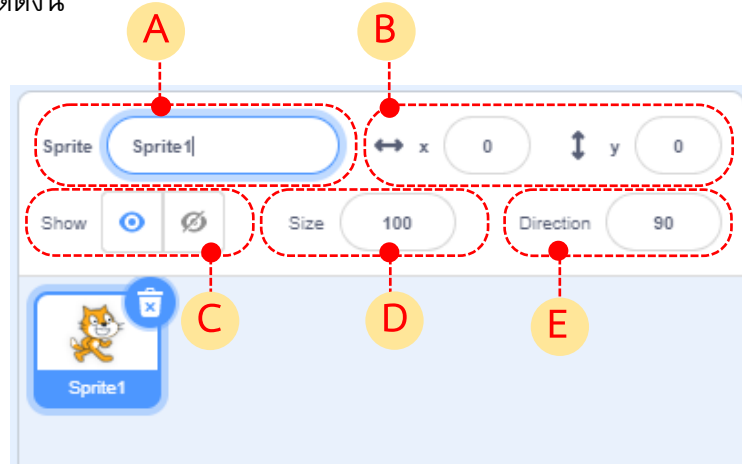 A B
Sprite Sprite1 x 0 y 0
Show Size 100 Direction 90
C D E
Sprite1